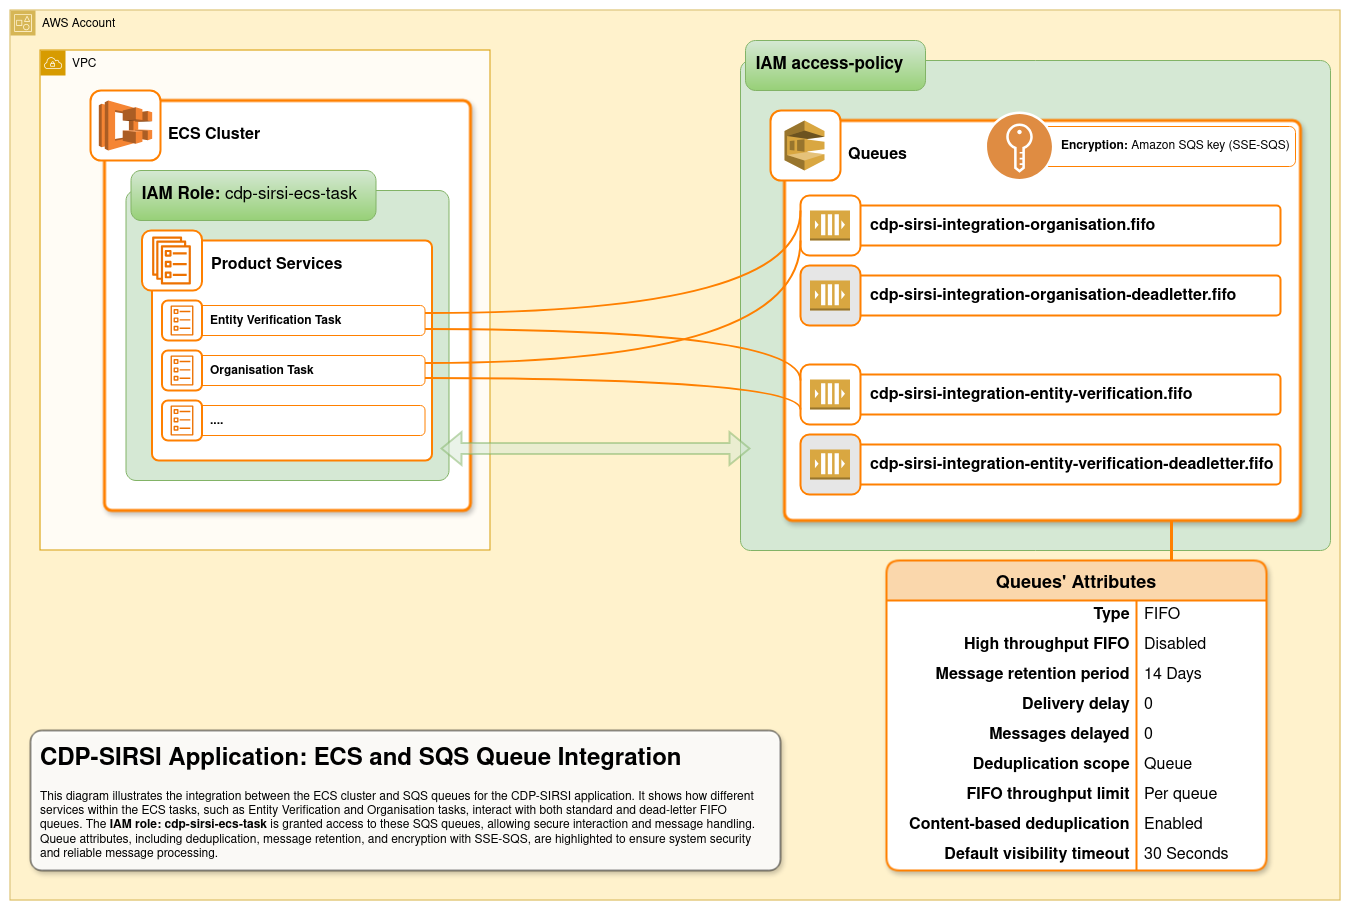 AWS Account
VPC
ECS Cluster
IAM Role: cdp-sirsi-ecs-task
Product Services
Entity Verification Task
Organisation Task
....
IAM access-policy
Queues
Encryption: Amazon SQS key (SSE-SQS)
cdp-sirsi-integration-organisation.fifo
cdp-sirsi-integration-organisation-deadletter.fifo
cdp-sirsi-integration-entity-verification.fifo
cdp-sirsi-integration-entity-verification-deadletter.fifo
Queues' Attributes
Type FIFO
High throughput FIFO Disabled
Message retention period 14 Days
Delivery delay 0
Messages delayed 0
Deduplication scope Queue
FIFO throughput limit Per queue
Content-based deduplication Enabled
Default visibility timeout 30 Seconds
CDP-SIRSI Application: ECS and SQS Queue Integration
This diagram illustrates the integration between the ECS cluster and SQS queues for the CDP-SIRSI application. It shows how different
services within the ECS tasks, such as Entity Verification and Organisation tasks, interact with both standard and dead-letter FIFO
queues. The IAM role: cdp-sirsi-ecs-task is granted access to these SQS queues, allowing secure interaction and message handling.
Queue attributes, including deduplication, message retention, and encryption with SSE-SQS, are highlighted to ensure system security
and reliable message processing.